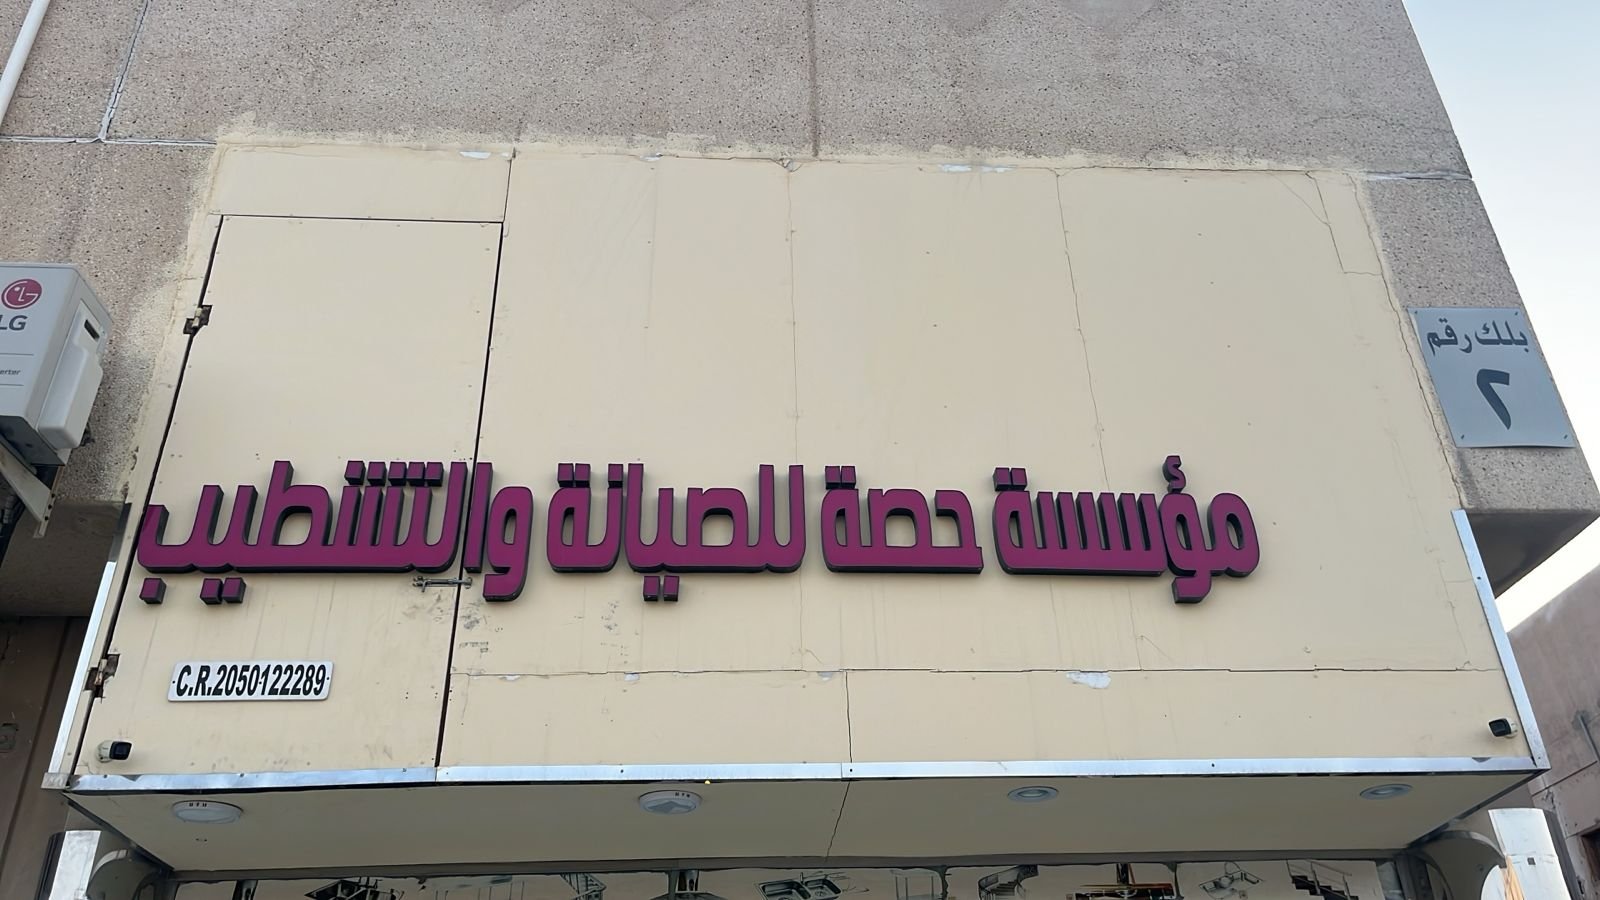 مؤسسة حصة للصيانة والتشطيب
C.R.2050122289
بلك رقم
٢
LG